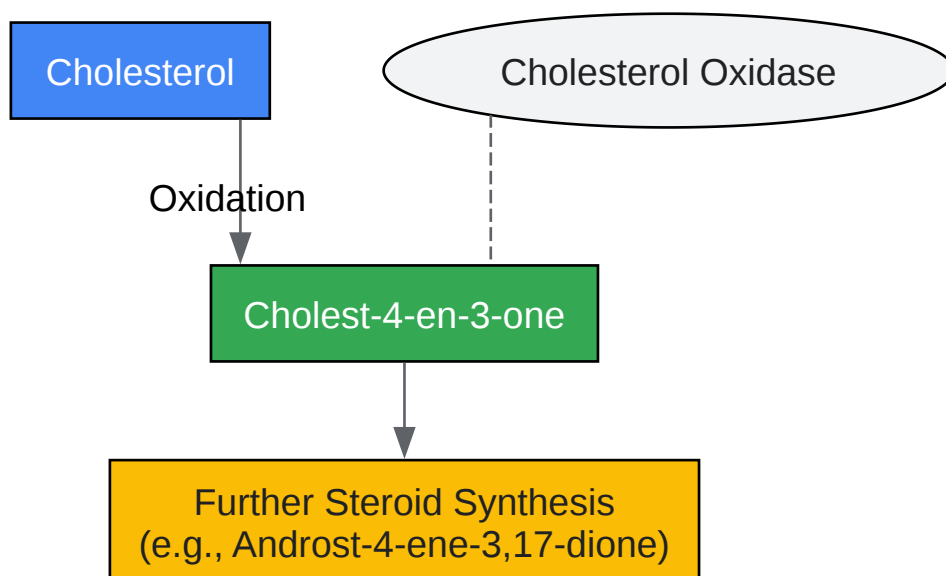 Cholesterol
Cholesterol Oxidase
Oxidation
Cholest-4-en-3-one
Further Steroid Synthesis
(e.g., Androst-4-ene-3,17-dione)